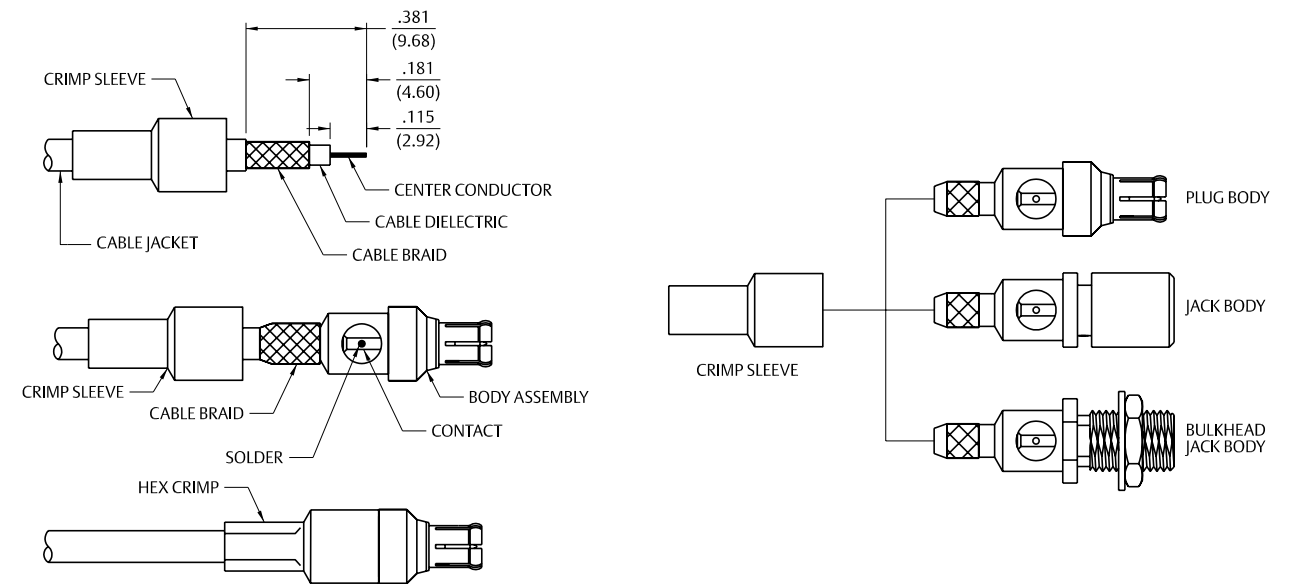 .381
(9.68)
.181
(4.60)
.115
(2.92)
CRIMP SLEEVE
CENTER CONDUCTOR
CABLE DIELECTRIC
CABLE BRAID
CABLE JACKET
CRIMP SLEEVE
CABLE BRAID
SOLDER
CONTACT
BODY ASSEMBLY
HEX CRIMP
CRIMP SLEEVE
PLUG BODY
JACK BODY
BULKHEAD
JACK BODY